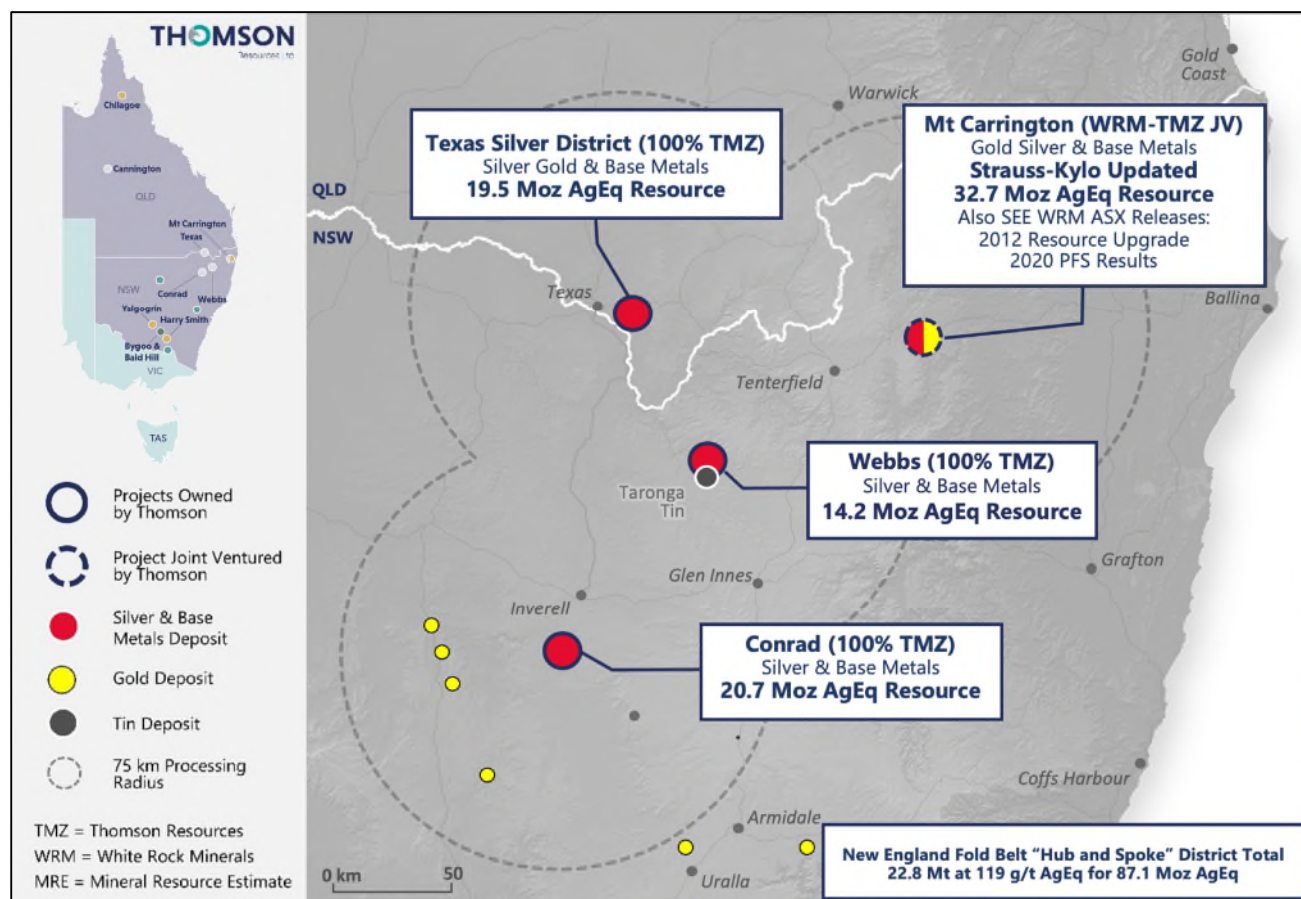 THOMSON
Resources Ltd
Chilagoe
Cannington
QLD
Mt Carrington
Texas
NSW
Conrad
Webbs
Yalgogrin
Harry Smith
Bygoo &
Baid Hill
VIC
TAS
Projects Owned
by Thomson
Project Joint Ventured
by Thomson
Silver & Base
Metals Deposit
Gold Deposit
Tin Deposit
75 km Processing
Radius
TMZ = Thomson Resources
WRM = White Rock Minerals
MRE = Mineral Resource Estimate
Gold
Coast
Warwick
Texas Silver District (100% TMZ)
Silver Gold & Base Metals
19.5 Moz AgEq Resource
Mt Carrington (WRM-TMZ JV)
Gold Silver & Base Metals
Strauss-Kylo Updated
32.7 Moz AgEq Resource
Also SEE WRM ASX Releases:
2012 Resource Upgrade
2020 PFS Results
QLD
NSW
Texas
Ballina
Tenterfield
Webbs (100% TMZ)
Silver & Base Metals
14.2 Moz AgEq Resource
Taronga
Tin
Glen Innes
Grafton
Inverell
Conrad (100% TMZ)
Silver & Base Metals
20.7 Moz AgEq Resource
Coffs Harbour
Armidale
Uralla
0 km 50
New England Fold Belt “Hub and Spoke” District Total
22.8 Mt at 119 g/t AgEq for 87.1 Moz AgEq